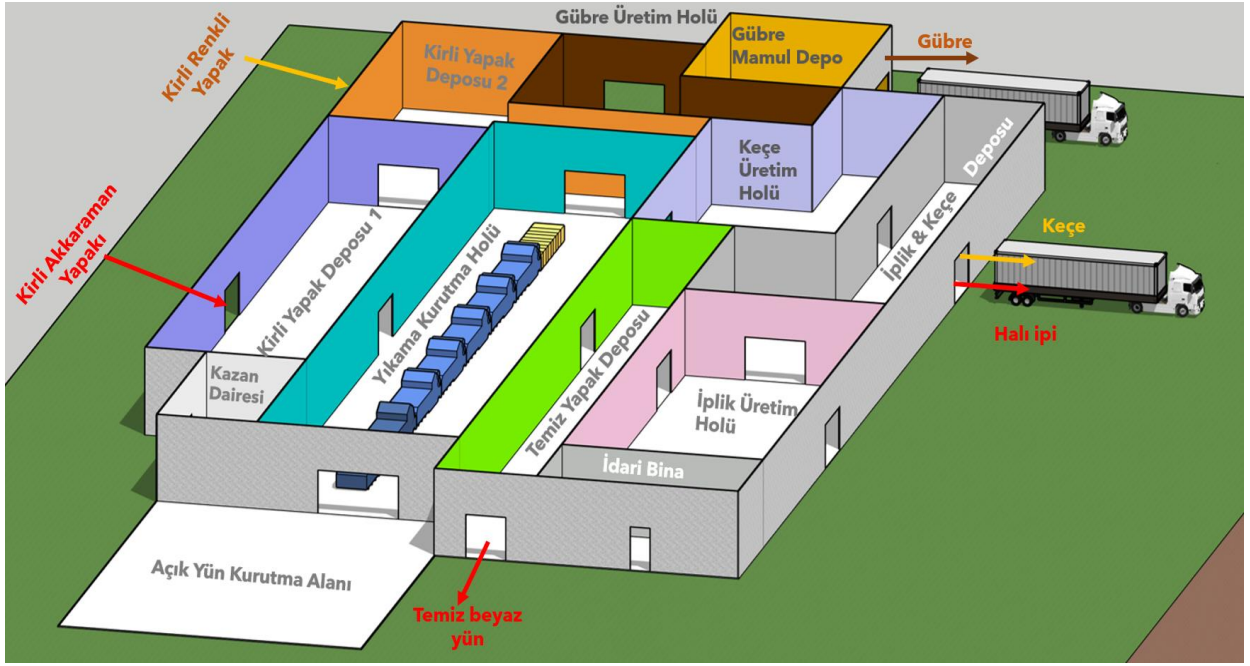 Gübre Üretim Holü
Kirli Renkli
Yapak
Kirli Yapak
Deposu 2
Gübre
Mamul Depo
Gübre
Kirli Akkaraman
Yapakı
Kirli Yapak Deposu 1
Yıkama Kurutma Holü
Keçe
Üretim
Holü
İplik & Keçe
Deposu
Keçe
Halı ipi
Kazan
Dairesi
Temiz Yapak Deposu
İplik Üretim
Holü
İdari Bina
Açık Yün Kurutma Alanı
Temiz beyaz
yün